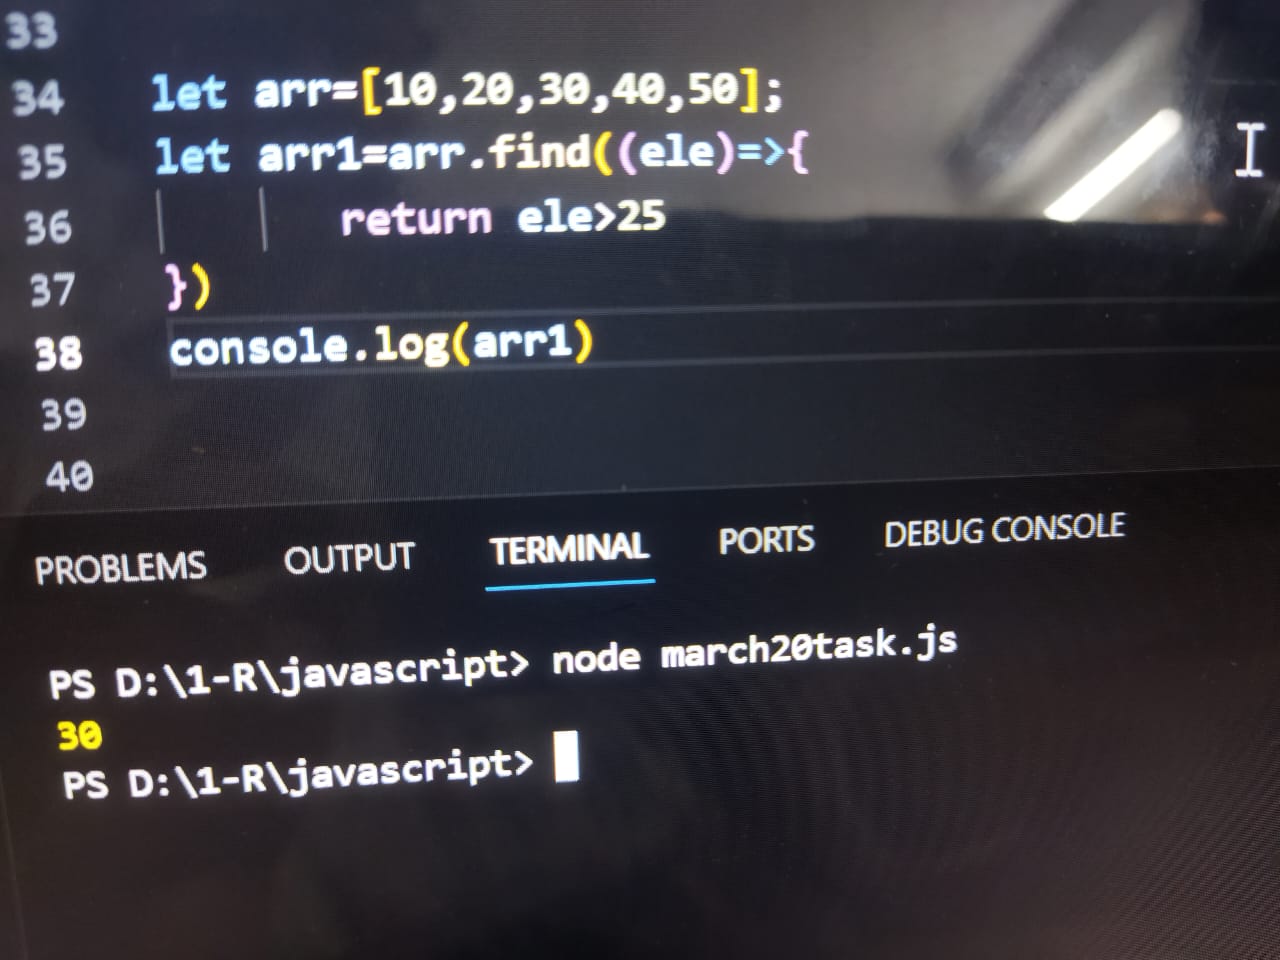 33
34 let arr=[10,20,30,40,50];
35 let arr1=arr.find((ele)=>{
36 return ele>25
37 })
38 console.log(arr1)
39
40
PROBLEMS OUTPUT TERMINAL PORTS DEBUG CONSOLE
PS D:\1-R\javascript> node march20task.js
30
PS D:\1-R\javascript>